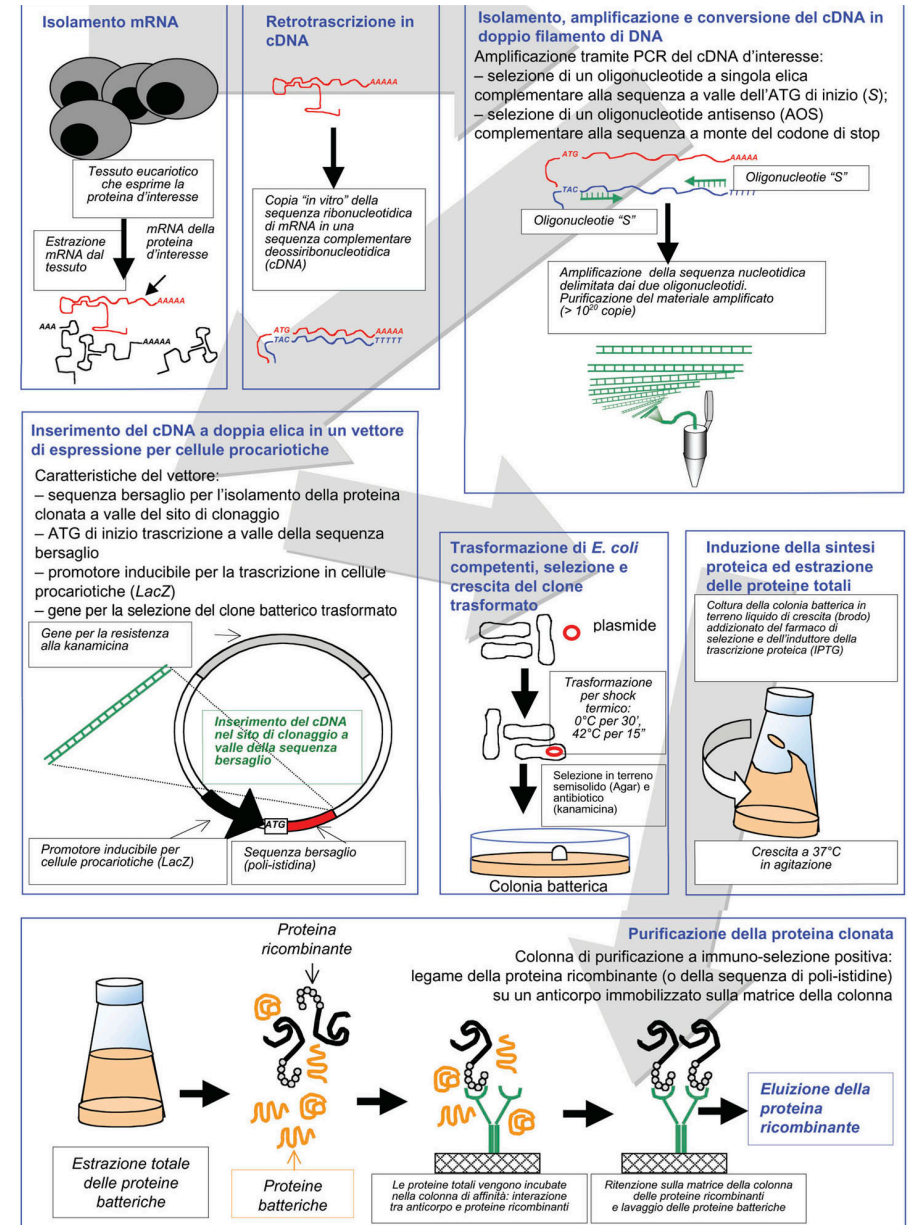 Isolamento mRNA
Tessuto eucariotico
che esprime la
proteina d'interesse
Estrazione
mRNA dal
tessuto
mRNA della
proteina
d'interesse
AAAAA
AAA
AAAAA
Retrotrascrizione in
cDNA
AAAAA
Copia "in vitro" della
sequenza ribonucleotidica
di mRNA in una
sequenza complementare
deossiribonucleotidica
(cDNA)
ATG
AAAAA
TAC
TTTTT
Isolamento, amplificazione e conversione del cDNA in
doppio filamento di DNA
Amplificazione tramite PCR del cDNA d'interesse:
– selezione di un oligonucleotide a singola elica
complementare alla sequenza a valle dell'ATG di inizio (S);
– selezione di un oligonucleotide antisenso (AOS)
complementare alla sequenza a monte del codone di stop
ATG
AAAAA
Oligonucleotie "S"
TAC
TTTTT
Oligonucleotie "S"
Amplificazione della sequenza nucleotidica
delimitata dai due oligonucleotidi.
Purificazione del materiale amplificato
(> 10²⁰ copie)
Inserimento del cDNA a doppia elica in un vettore
di espressione per cellule procariotiche
Caratteristiche del vettore:
– sequenza bersaglio per l'isolamento della proteina
clonata a valle del sito di clonaggio
– ATG di inizio trascrizione a valle della sequenza
bersaglio
– promotore inducibile per la trascrizione in cellule
procariotiche (LacZ)
– gene per la selezione del clone batterico trasformato
Gene per la resistenza
alla kanamicina
Inserimento del cDNA
nel sito di clonaggio a
valle della sequenza
bersaglio
ATG
Promotore inducibile per
cellule procariotiche (LacZ)
Sequenza bersaglio
(poli-istidina)
Trasformazione di E. coli
competenti, selezione e
crescita del clone
trasformato
plasmide
Trasformazione
per shock
termico:
0°C per 30',
42°C per 15"
Selezione in terreno
semisolido (Agar) e
antibiotico
(kanamicina)
Colonia batterica
Induzione della sintesi
proteica ed estrazione
delle proteine totali
Coltura della colonia batterica in
terreno liquido di crescita (brodo)
addizionato del farmaco di
selezione e dell'induttore della
trascrizione proteica (IPTG)
Crescita a 37°C
in agitazione
Purificazione della proteina clonata
Colonna di purificazione a immuno-selezione positiva:
legame della proteina ricombinante (o della sequenza di poli-istidine)
su un anticorpo immobilizzato sulla matrice della colonna
Proteina
ricombinante
Estrazione totale
delle proteine
batteriche
Proteine
batteriche
Le proteine totali vengono incubate
nella colonna di affinità: interazione
tra anticorpo e proteine ricombinanti
Ritenzione sulla matrice della colonna
delle proteine ricombinanti
e lavaggio delle proteine batteriche
Eluizione della
proteina
ricombinante